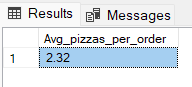 Results Messages
Avg_pizzas_per_order
1 2.32